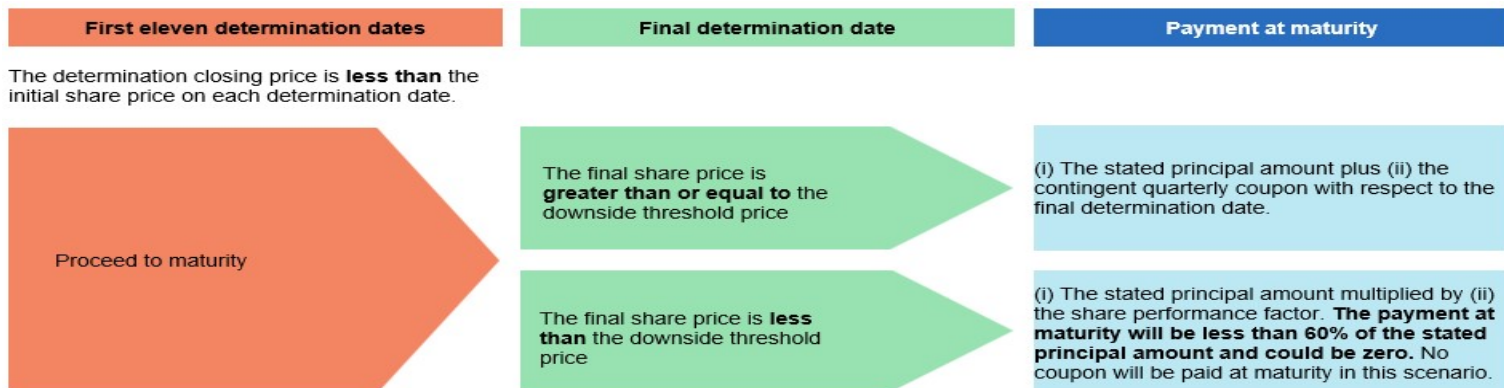 First eleven determination dates
Final determination date
Payment at maturity
The determination closing price is less than the
initial share price on each determination date.
Proceed to maturity
The final share price is
greater than or equal to the
downside threshold price
(i) The stated principal amount plus (ii) the
contingent quarterly coupon with respect to the
final determination date.
The final share price is less
than the downside threshold
price
(i) The stated principal amount multiplied by (ii)
the share performance factor. The payment at
maturity will be less than 60% of the stated
principal amount and could be zero. No
coupon will be paid at maturity in this scenario.